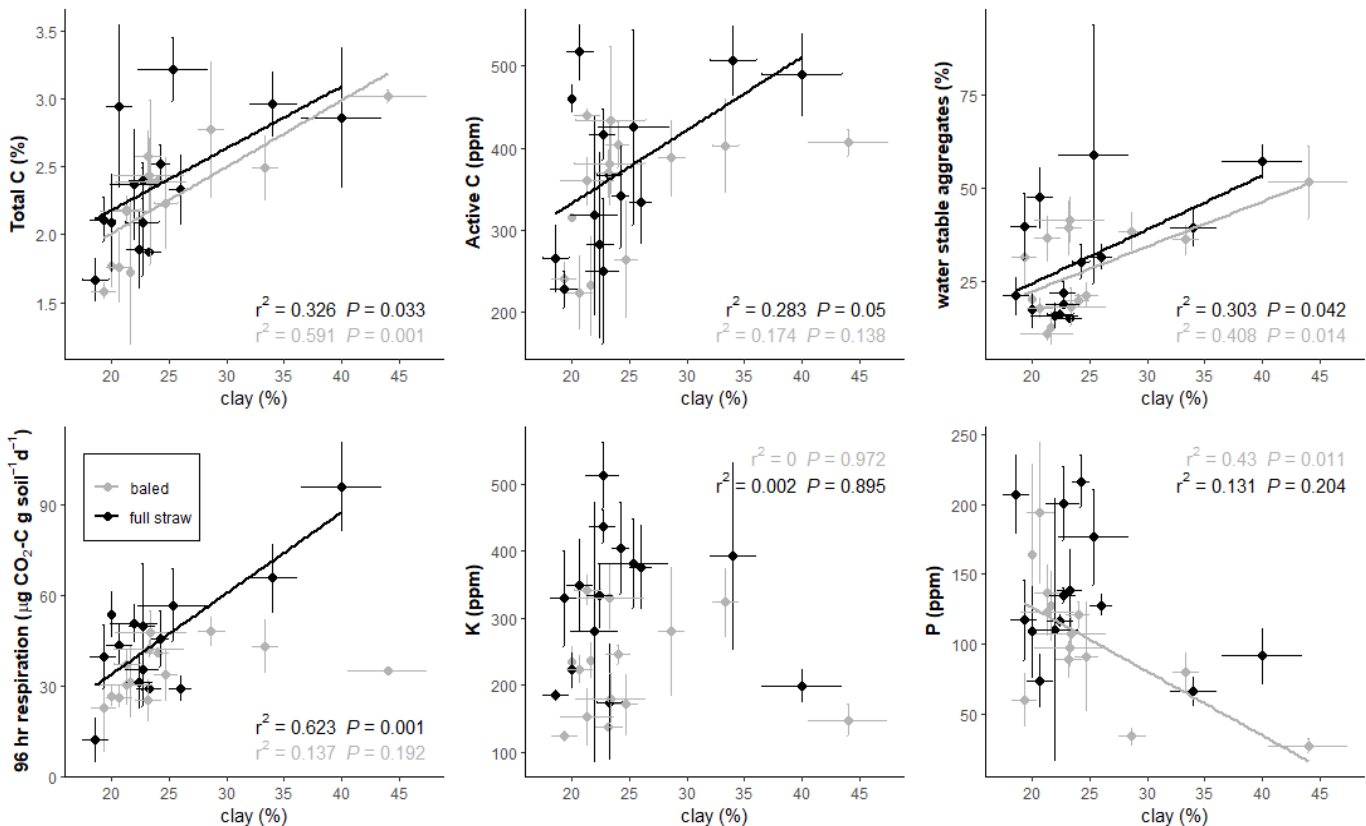 Total C (%)
3.5
3.0
2.5
2.0
1.5
r² = 0.326 P = 0.033
r² = 0.591 P = 0.001
20 25 30 35 40 45
clay (%)
Active C (ppm)
500
400
300
200
r² = 0.283 P = 0.05
r² = 0.174 P = 0.138
20 25 30 35 40 45
clay (%)
water stable aggregates (%)
75
50
25
r² = 0.303 P = 0.042
r² = 0.408 P = 0.014
20 25 30 35 40 45
clay (%)
96 hr respiration (µg CO₂-C g soil⁻¹d⁻¹)
90
60
30
0
baled
full straw
r² = 0.623 P = 0.001
r² = 0.137 P = 0.192
20 25 30 35 40 45
clay (%)
K (ppm)
500
400
300
200
100
r² = 0 P = 0.972
r² = 0.002 P = 0.895
20 25 30 35 40 45
clay (%)
P (ppm)
250
200
150
100
50
r² = 0.43 P = 0.011
r² = 0.131 P = 0.204
20 25 30 35 40 45
clay (%)